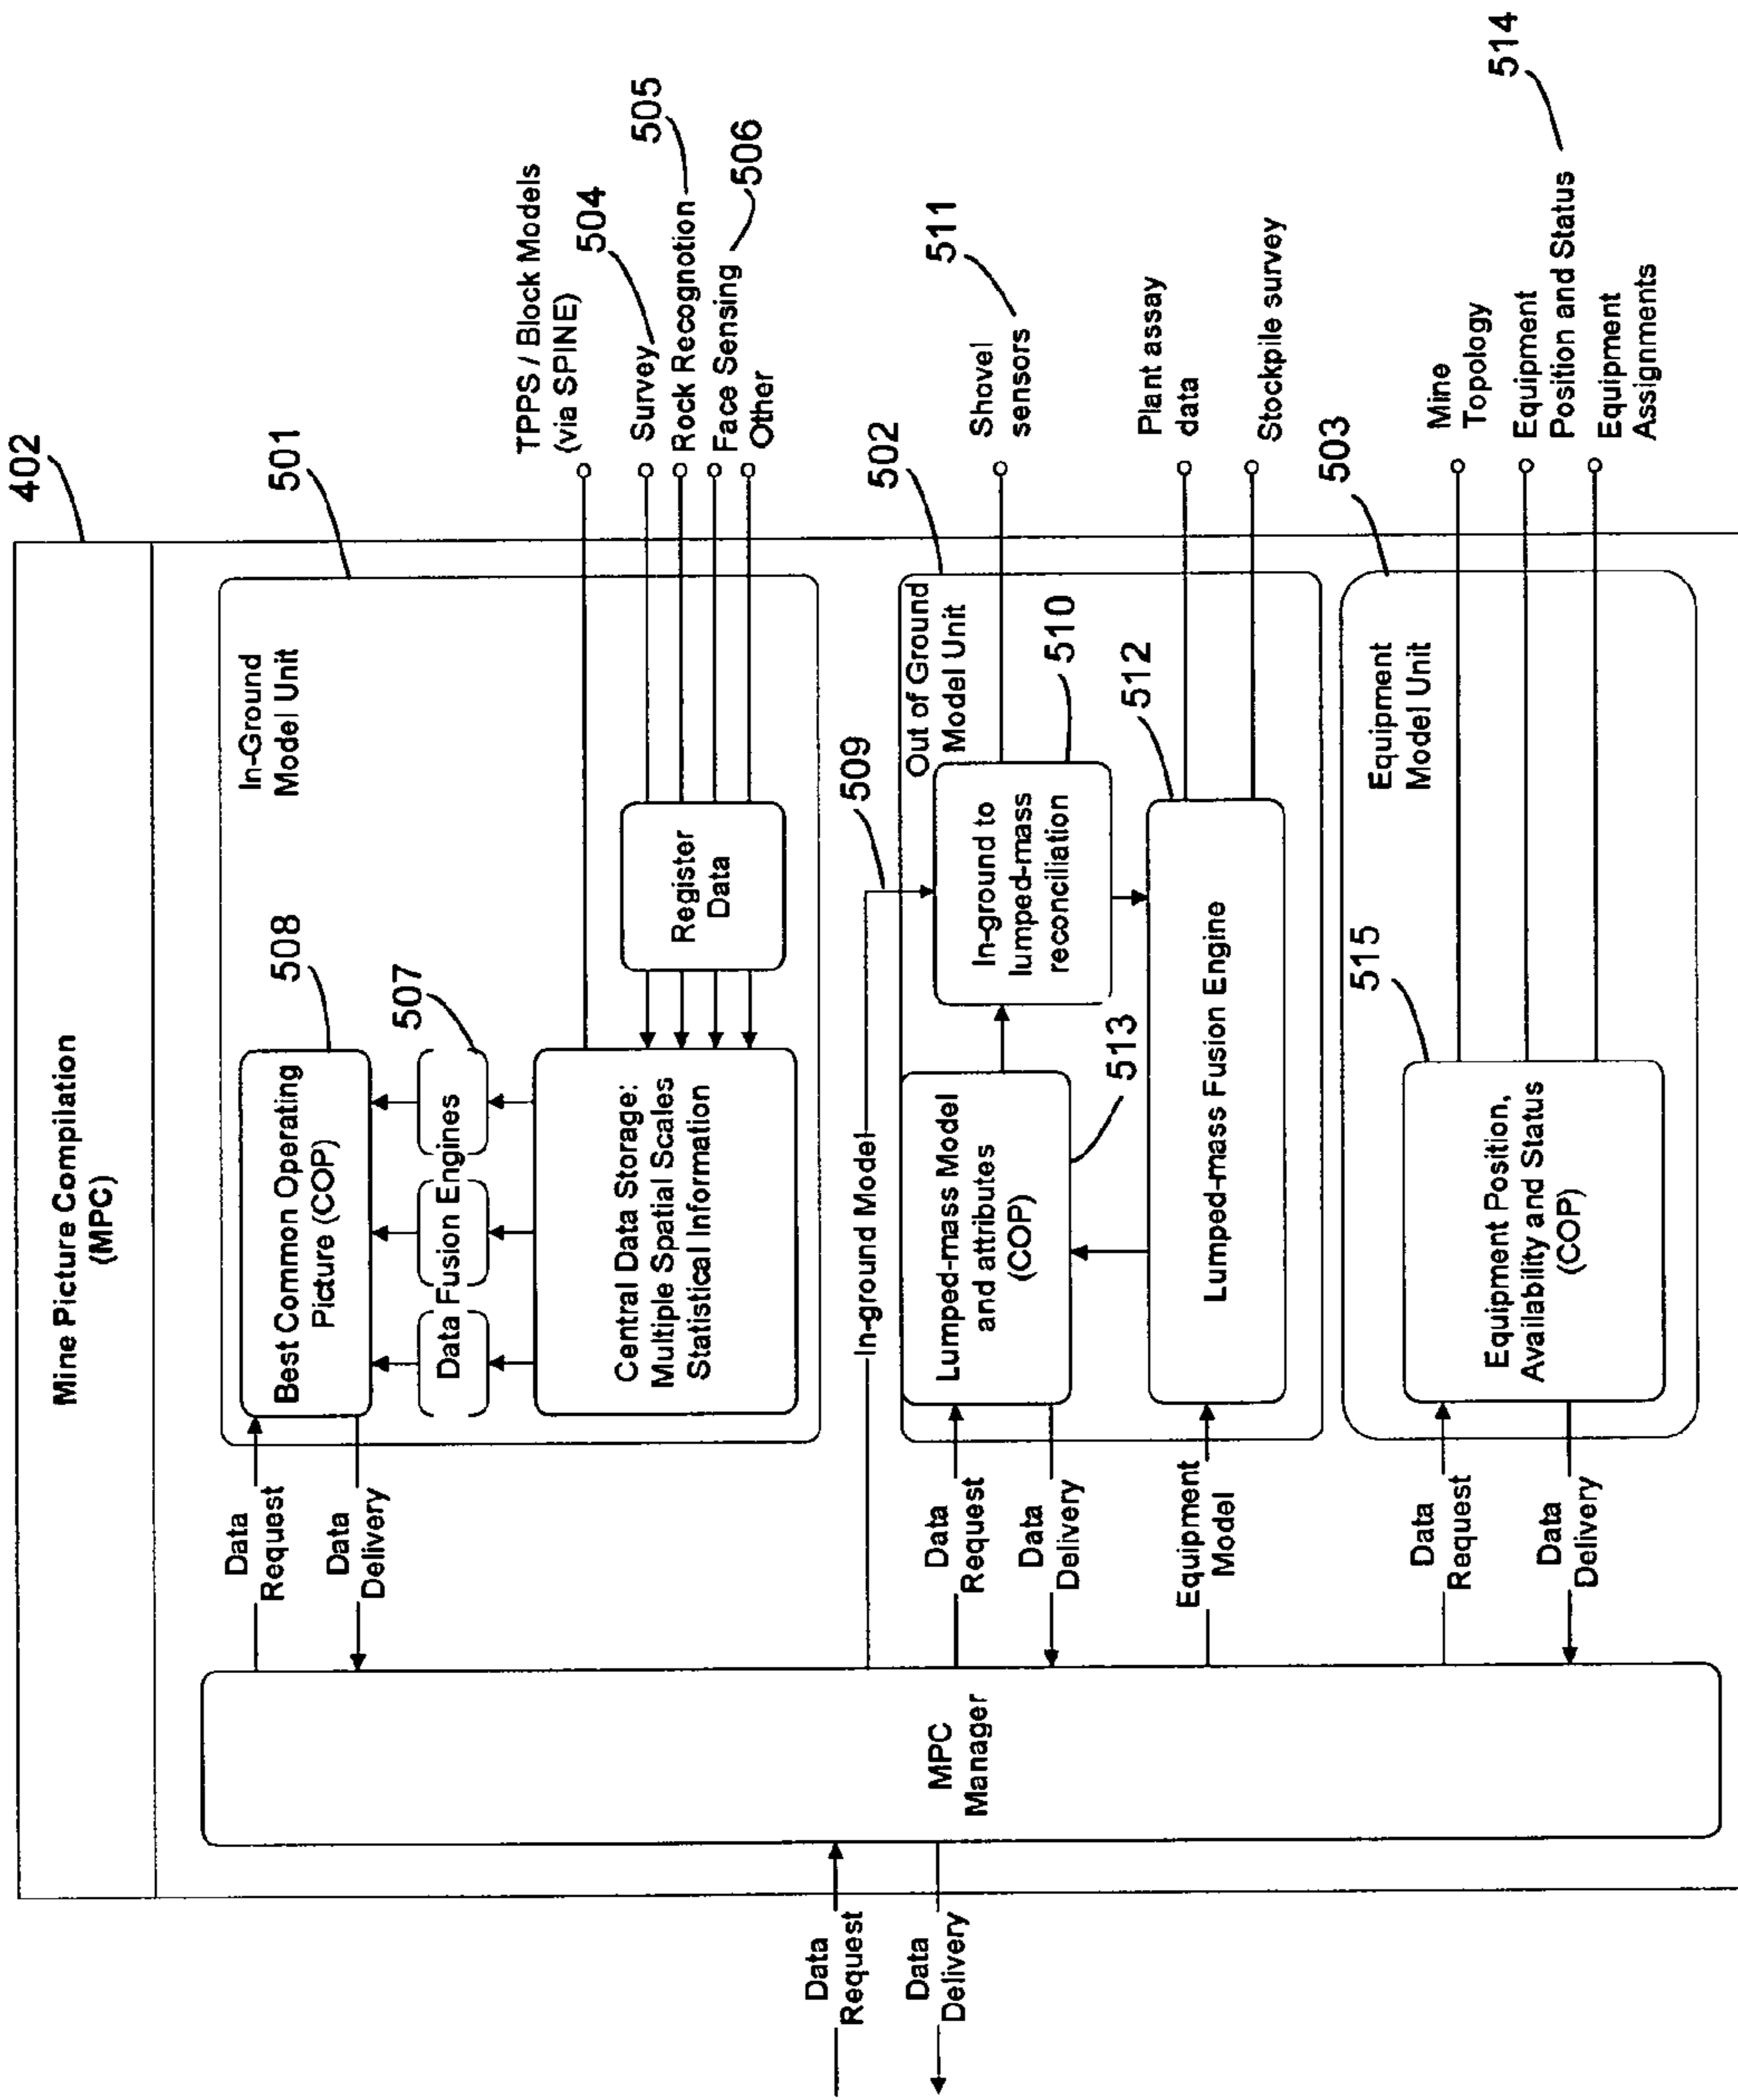 Mine Picture Compilation
(MPC)
402
Data
Request
Data
Delivery
MPC
Manager
Data
Request
Data
Delivery
In-Ground
Model Unit
501
Best Common Operating
Picture (COP)
508
Data Fusion Engines
507
Central Data Storage:
Multiple Spatial Scales
Statistical Information
Register
Data
TPPS / Block Models
(via SPINE)
504
Survey
Rock Recognotion
505
Face Sensing
506
Other
In-ground Model
509
Data
Request
Data
Delivery
Equipment
Model
Out of Ground
Model Unit
502
Lumped-mass Model
and attributes
(COP)
513
In-ground to
lumped-mass
reconciliation
510
Lumped-mass Fusion Engine
512
Shovel
sensors
511
Plant assay
data
Stockpile survey
Data
Request
Data
Delivery
Equipment
Model Unit
503
Equipment Position,
Availability and Status
(COP)
515
Mine
Topology
Equipment
Position and Status
514
Equipment
Assignments